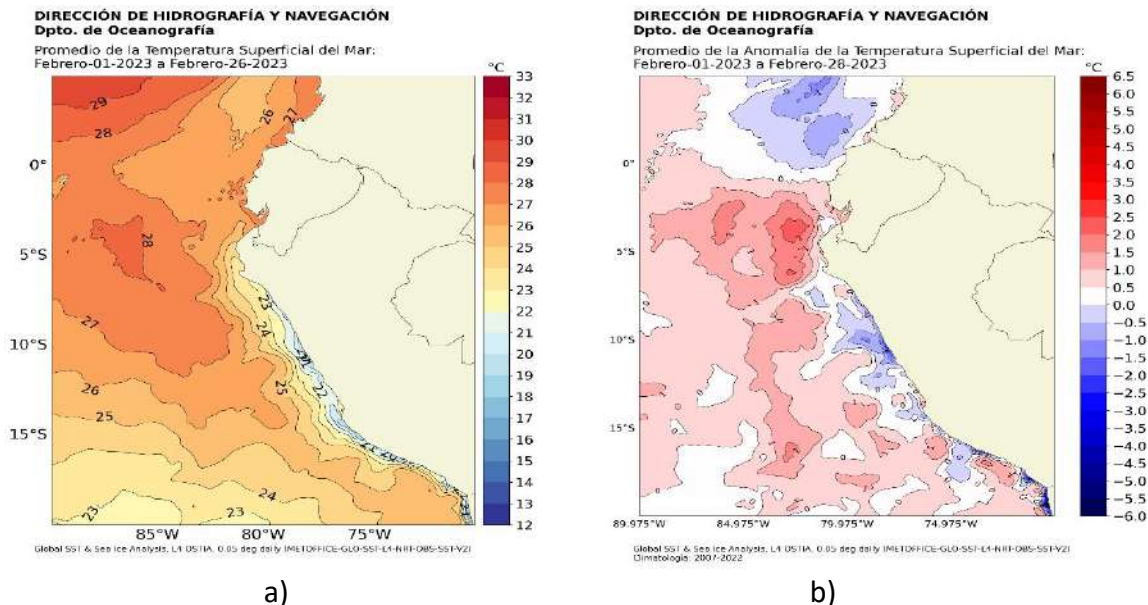 DIRECCIÓN DE HIDROGRAFÍA Y NAVEGACIÓN
Dpto. de Oceanografía
Promedio de la Temperatura Superficial del Mar:
Febrero-01-2023 a Febrero-26-2023
°C
33
32
31
30
29
28
27
26
25
24
23
22
21
20
19
18
17
16
15
14
13
12
29
28
26
27
28
27
26
25
23
24
25
22
24
23
23
0°
5°S
10°S
15°S
85°W
80°W
75°W
Global SST & Sea Ice Analysis, L4 OSTIA, 0.05 deg daily (METOFFICE-GLO-SST-L4-NRT-OBS-SST-V2)
a)
DIRECCIÓN DE HIDROGRAFÍA Y NAVEGACIÓN
Dpto. de Oceanografía
Promedio de la Anomalía de la Temperatura Superficial del Mar:
Febrero-01-2023 a Febrero-28-2023
°C
6.5
6.0
5.5
5.0
4.5
4.0
3.5
3.0
2.5
2.0
1.5
1.0
0.5
0.0
−0.5
−1.0
−1.5
−2.0
−2.5
−3.0
−3.5
−4.0
−4.5
−5.0
−5.5
−6.0
0°
5°S
10°S
15°S
89.975°W
84.975°W
79.975°W
74.975°W
Global SST & Sea Ice Analysis, L4 OSTIA, 0.05 deg daily (METOFFICE-GLO-SST-L4-NRT-OBS-SST-V2)
Climatología: 2007-2022
b)